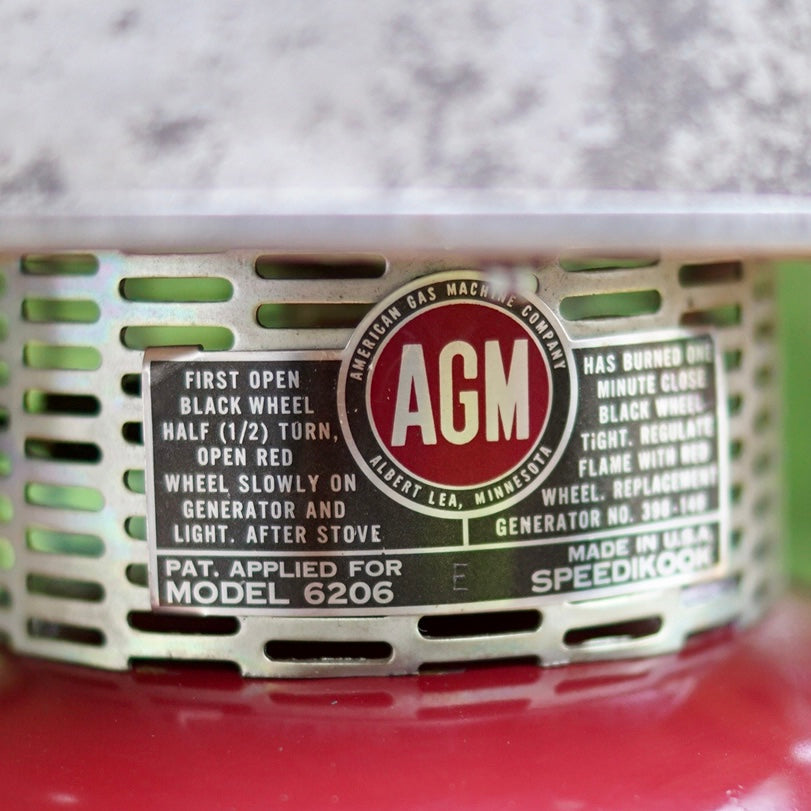 AMERICAN GAS MACHINE COMPANY
AGM
ALBERT LEA, MINNESOTA
FIRST OPEN
BLACK WHEEL
HALF (1/2) TURN,
OPEN RED
WHEEL SLOWLY ON
GENERATOR AND
LIGHT. AFTER STOVE
HAS BURNED ONE
MINUTE CLOSE
BLACK WHEEL
TIGHT. REGULATE
FLAME WITH RED
WHEEL. REPLACEMENT
GENERATOR NO.
PAT. APPLIED FOR
MODEL 6206
E
MADE IN U.S.A.
SPEEDIKOOK